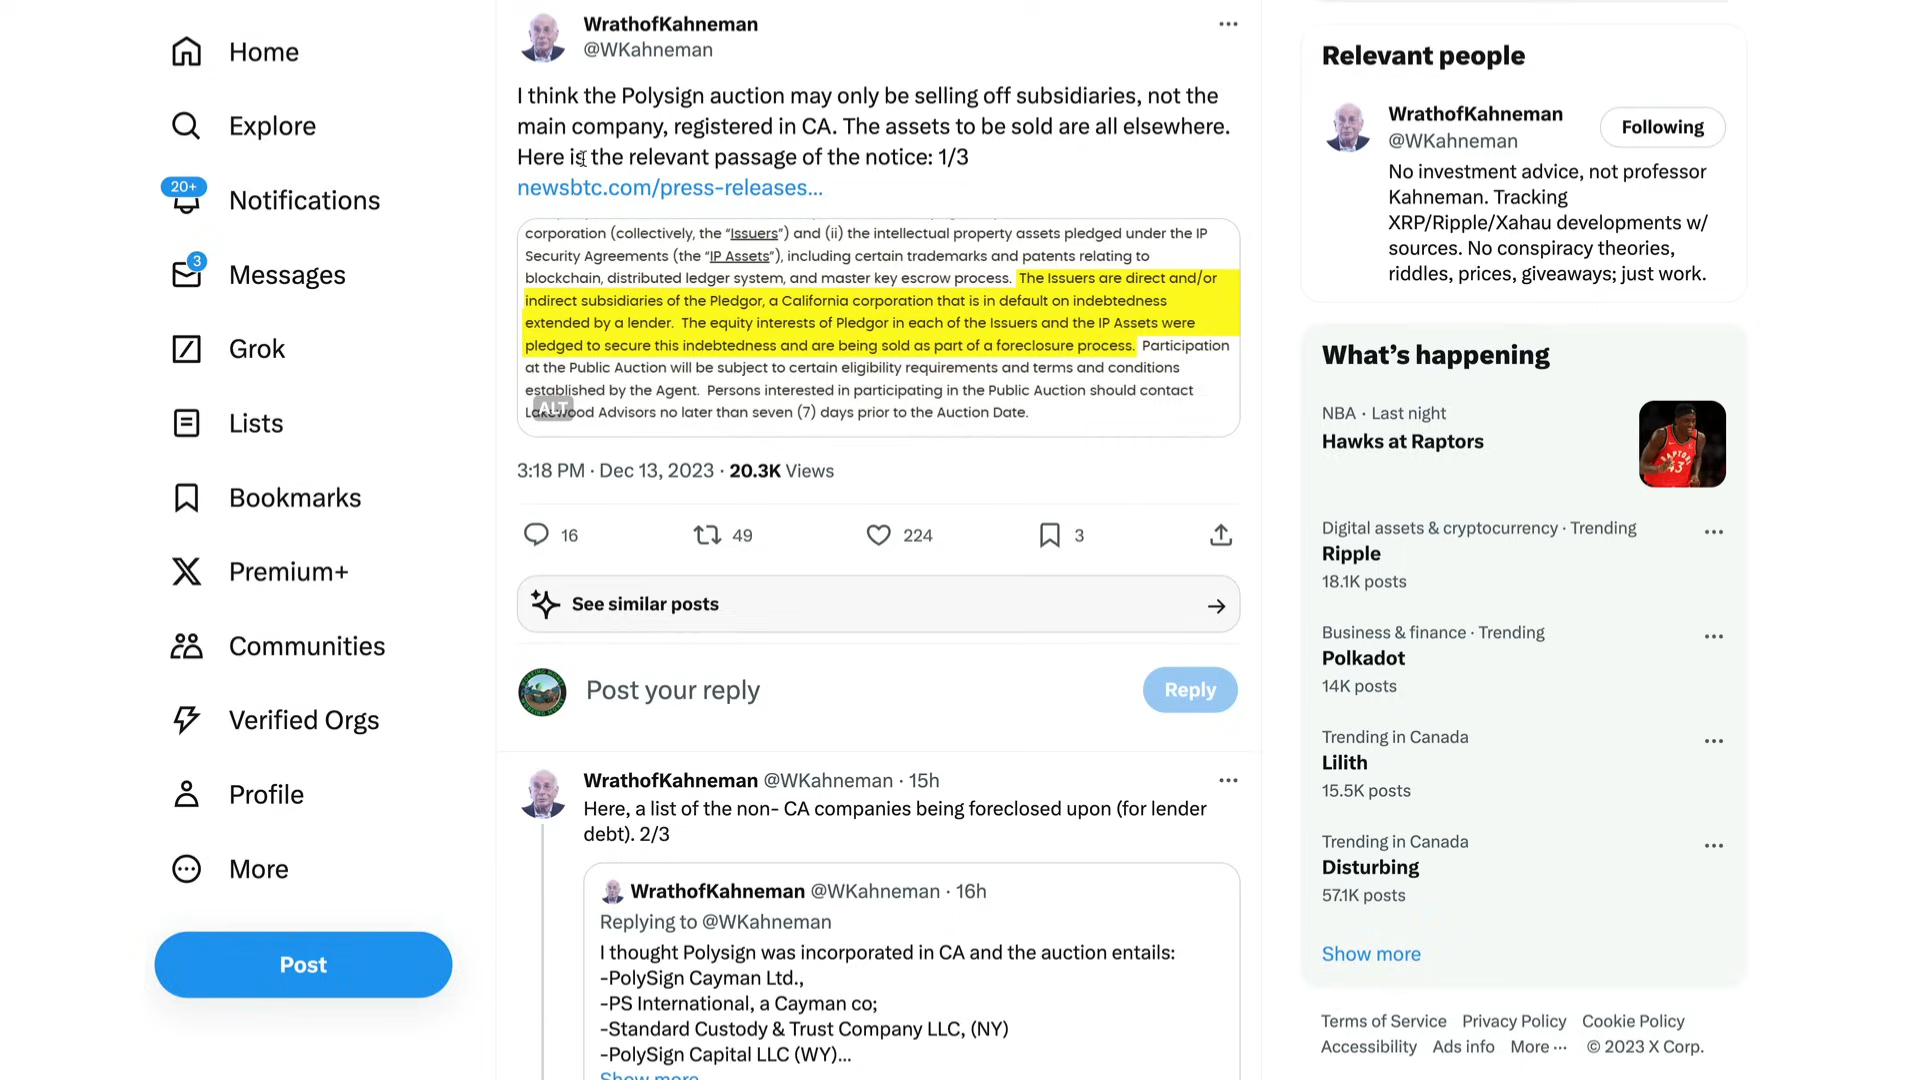 Home
Explore
20+
Notifications
3
Messages
Grok
Lists
Bookmarks
Premium+
Communities
Verified Orgs
Profile
More
Post
WrathofKahneman
@WKahneman
I think the Polysign auction may only be selling off subsidiaries, not the
main company, registered in CA. The assets to be sold are all elsewhere.
Here is the relevant passage of the notice: 1/3
newsbtc.com/press-releases...
corporation (collectively, the “Issuers”) and (ii) the intellectual property assets pledged under the IP
Security Agreements (the “IP Assets”), including certain trademarks and patents relating to
blockchain, distributed ledger system, and master key escrow process. The Issuers are direct and/or
indirect subsidiaries of the Pledgor, a California corporation that is in default on indebtedness
extended by a lender. The equity interests of Pledgor in each of the Issuers and the IP Assets were
pledged to secure this indebtedness and are being sold as part of a foreclosure process. Participation
at the Public Auction will be subject to certain eligibility requirements and terms and conditions
established by the Agent. Persons interested in participating in the Public Auction should contact
Lakewood Advisors no later than seven (7) days prior to the Auction Date.
ALT
3:18 PM · Dec 13, 2023 · 20.3K Views
16
49
224
3
See similar posts
Post your reply
Reply
WrathofKahneman @WKahneman · 15h
Here, a list of the non- CA companies being foreclosed upon (for lender
debt). 2/3
WrathofKahneman @WKahneman · 16h
Replying to @WKahneman
I thought Polysign was incorporated in CA and the auction entails:
-PolySign Cayman Ltd.,
-PS International, a Cayman co;
-Standard Custody & Trust Company LLC, (NY)
-PolySign Capital LLC (WY)...
Show more
Relevant people
WrathofKahneman
@WKahneman
Following
No investment advice, not professor
Kahneman. Tracking
XRP/Ripple/Xahau developments w/
sources. No conspiracy theories,
riddles, prices, giveaways; just work.
What’s happening
NBA · Last night
Hawks at Raptors
Digital assets & cryptocurrency · Trending
Ripple
18.1K posts
Business & finance · Trending
Polkadot
14K posts
Trending in Canada
Lilith
15.5K posts
Trending in Canada
Disturbing
57.1K posts
Show more
Terms of Service Privacy Policy Cookie Policy
Accessibility Ads info More ··· © 2023 X Corp.